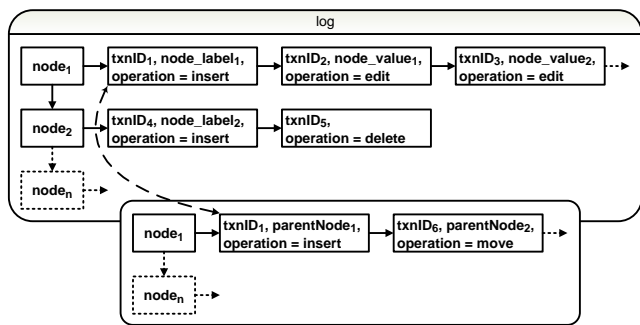 log
node1
txnID1, node_label1,
operation = insert
txnID2, node_value1,
operation = edit
txnID3, node_value2,
operation = edit
node2
txnID4, node_label2,
operation = insert
txnID5,
operation = delete
noden
node1
txnID1, parentNode1,
operation = insert
txnID6, parentNode2,
operation = move
noden